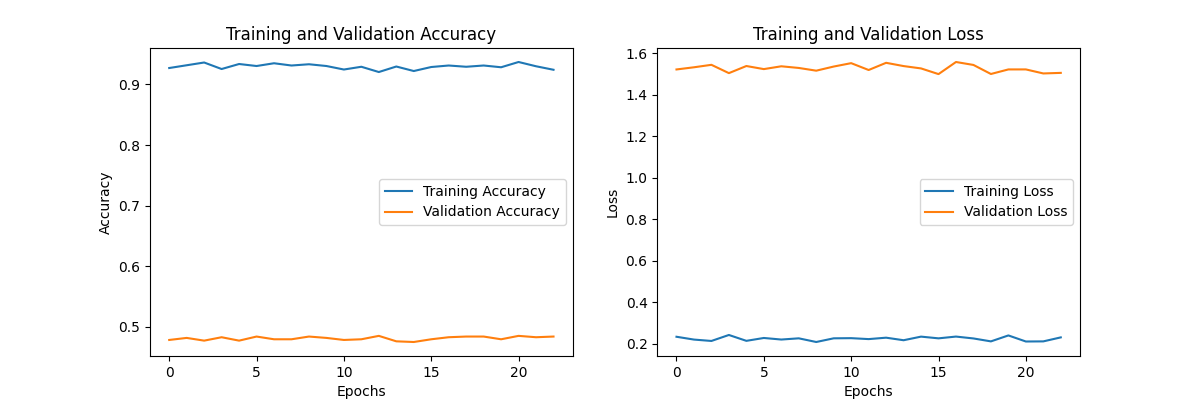 Training and Validation Accuracy
Accuracy
0.9
0.8
0.7
0.6
0.5
Training Accuracy
Validation Accuracy
0 5 10 15 20
Epochs
Training and Validation Loss
Loss
1.6
1.4
1.2
1.0
0.8
0.6
0.4
0.2
Training Loss
Validation Loss
0 5 10 15 20
Epochs